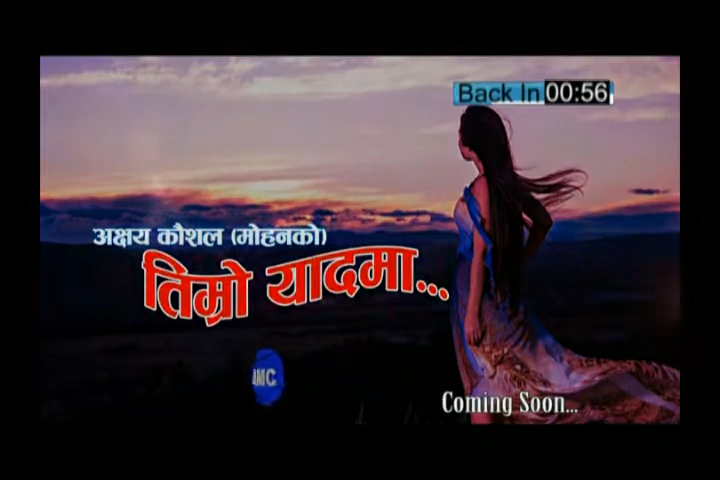 Back In 00:56
अक्षय कौशल (मोहनको)
तिम्रो यादमा...
AMC
Coming Soon...